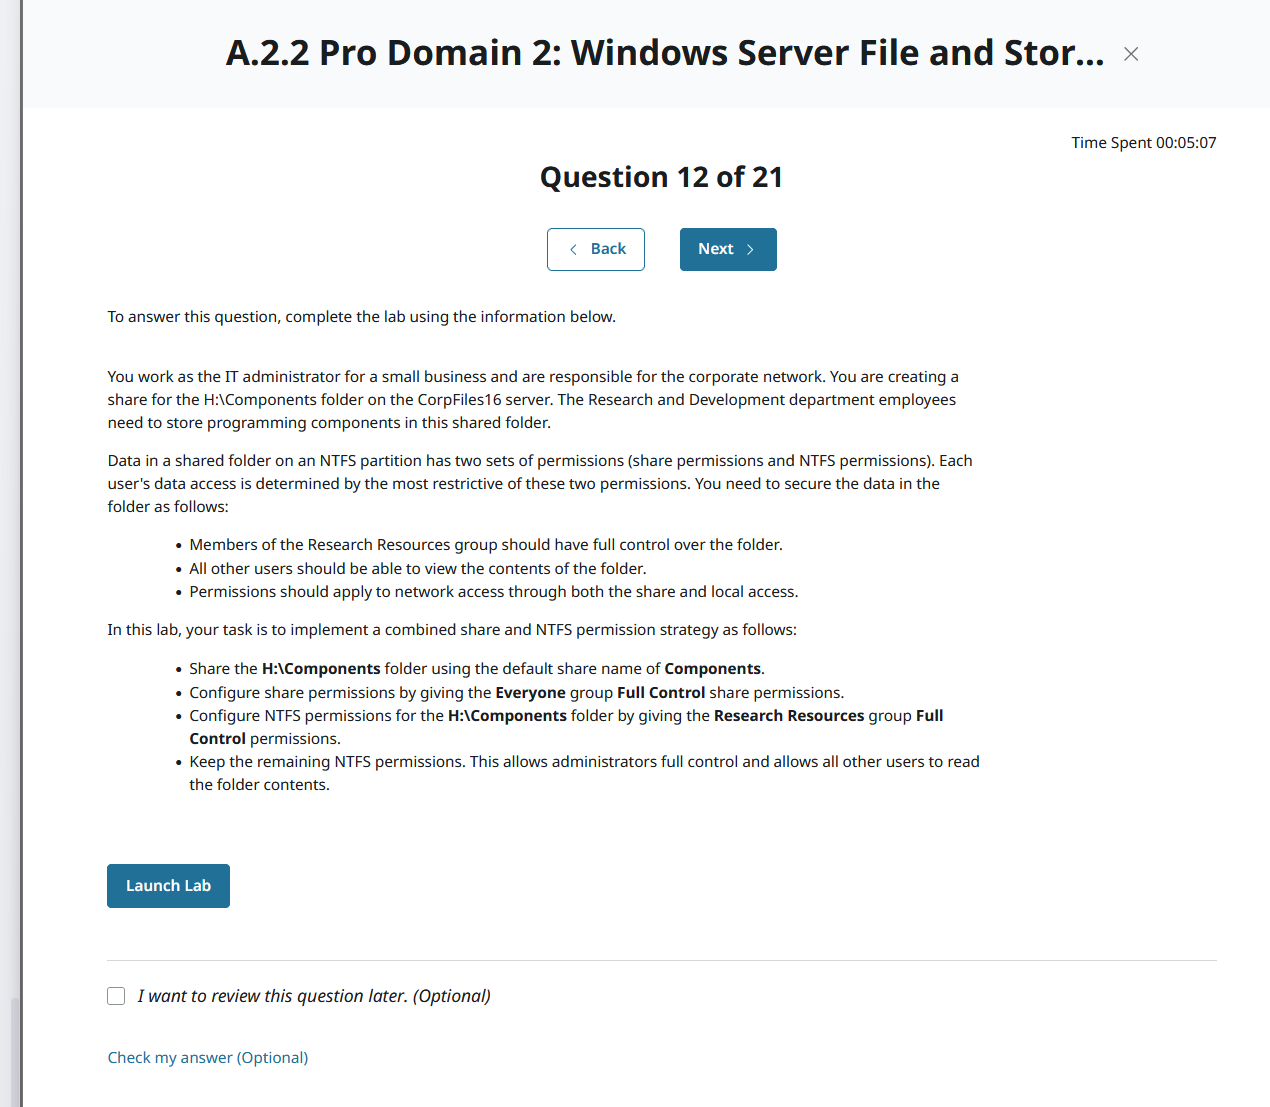 A.2.2 Pro Domain 2: Windows Server File and Stor...
Time Spent 00:05:07
Question 12 of 21
Back
Next
To answer this question, complete the lab using the information below.
You work as the IT administrator for a small business and are responsible for the corporate network. You are creating a
share for the H:\Components folder on the CorpFiles16 server. The Research and Development department employees
need to store programming components in this shared folder.
Data in a shared folder on an NTFS partition has two sets of permissions (share permissions and NTFS permissions). Each
user's data access is determined by the most restrictive of these two permissions. You need to secure the data in the
folder as follows:
• Members of the Research Resources group should have full control over the folder.
• All other users should be able to view the contents of the folder.
• Permissions should apply to network access through both the share and local access.
In this lab, your task is to implement a combined share and NTFS permission strategy as follows:
• Share the H:\Components folder using the default share name of Components.
• Configure share permissions by giving the Everyone group Full Control share permissions.
• Configure NTFS permissions for the H:\Components folder by giving the Research Resources group Full
Control permissions.
• Keep the remaining NTFS permissions. This allows administrators full control and allows all other users to read
the folder contents.
Launch Lab
I want to review this question later. (Optional)
Check my answer (Optional)